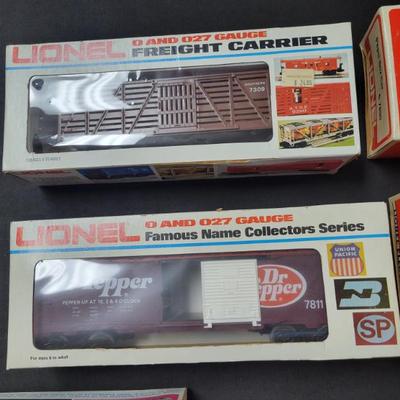 LIONEL
O AND O27 GAUGE
FREIGHT CARRIER
7309
LIONEL
O AND O27 GAUGE
Famous Name Collectors Series
Pepper
PEPPER UP AT 10, 2 & 4 O'CLOCK
Dr
Pepper
7811
UNION
PACIFIC
SP
For ages 8 to adult